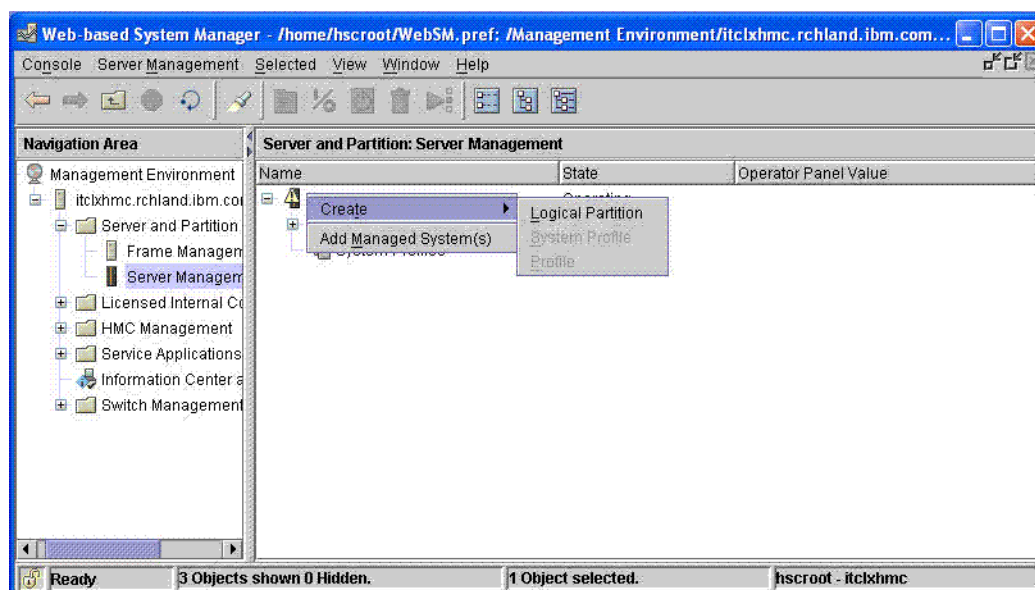 Web-based System Manager - /home/hscroot/WebSM.pref: /Management Environment/itclxhmc.rchland.ibm.com...
Console Server Management Selected View Window Help
Navigation Area
Server and Partition: Server Management
Name State Operator Panel Value
Management Environment
itclxhmc.rchland.ibm.co
Server and Partition
Frame Managem
Server Managem
Licensed Internal Co
HMC Management
Service Applications
Information Center a
Switch Management
Operating
Create
Add Managed System(s)
System Profiles
Logical Partition
System Profile
Profile
Ready 3 Objects shown 0 Hidden. 1 Object selected. hscroot - itclxhmc